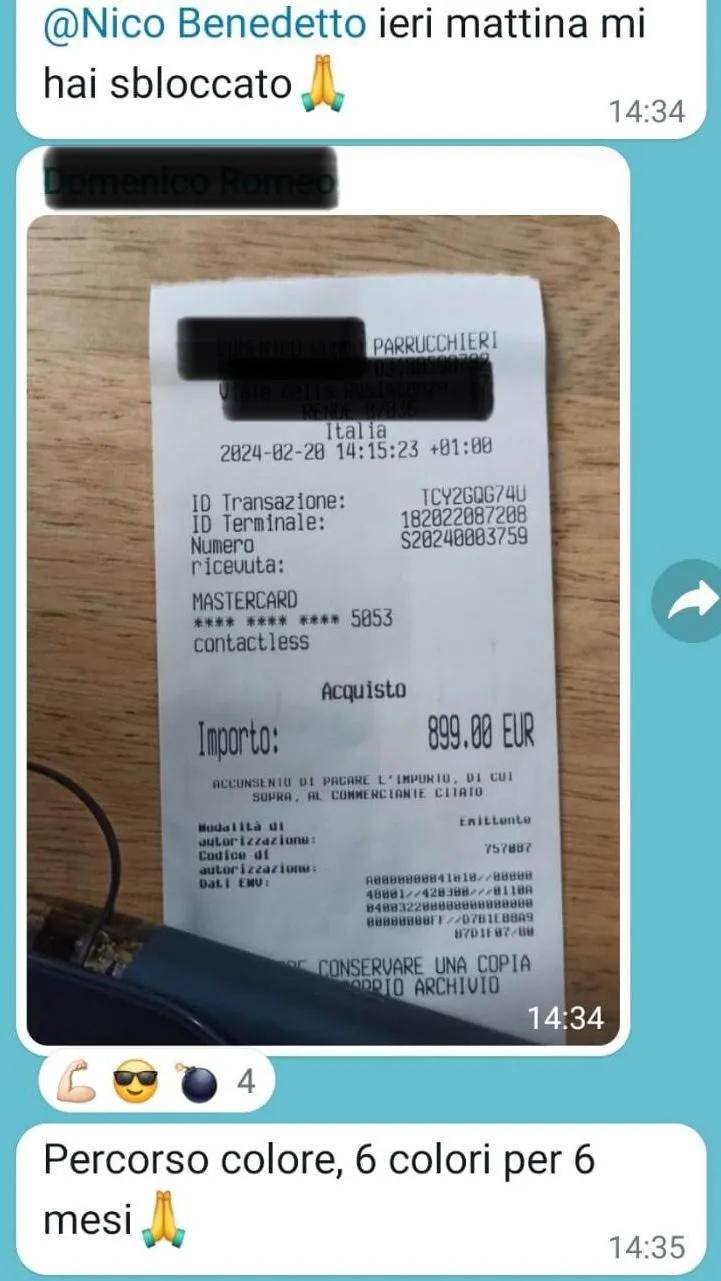 @Nico Benedetto ieri mattina mi
hai sbloccato🙏
14:34
PARRUCCHIERI
Italia
2024-02-20 14:15:23 +01:00
ID Transazione: TCY2GQG74U
ID Terminale: 182022087208
Numero S20240003759
ricevuta:
MASTERCARD
**** **** **** 5053
contactless
Acquisto
Importo: 899.00 EUR
ACCONSENTO DI PAGARE L'IMPORTO, DI CUI
SOPRA, AL COMMERCIANTE CITATO
Modalità di Emittente
autorizzazione:
Codice di 757007
autorizzazione:
Dati EMV:
CONSERVARE UNA COPIA
ARCHIVIO
14:34
💪🏻 😎 💣 4
Percorso colore, 6 colori per 6
mesi🙏
14:35